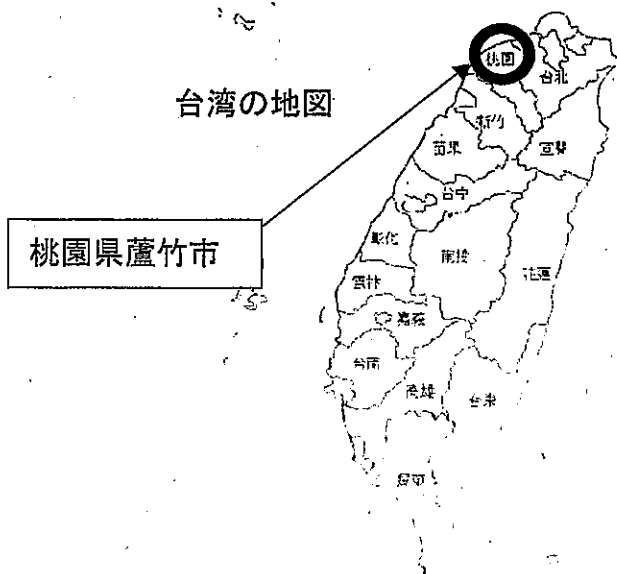 桃園
台北
台湾の地図
新竹
苗栗
宜蘭
台中
桃園県蘆竹市
彰化
南投
花蓮
雲林
嘉義
台南
高雄
台東
屏東